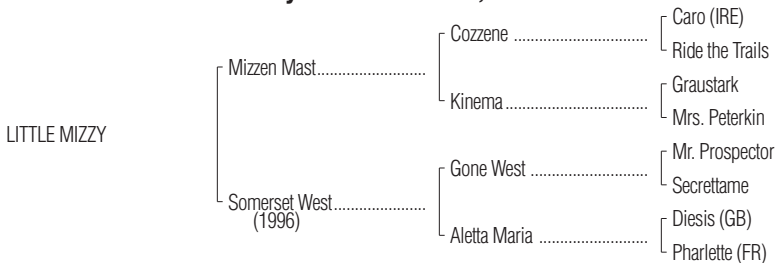 Caro (IRE)
Cozzene ..................................
Ride the Trails
Mizzen Mast...........................
Graustark
Kinema....................................
Mrs. Peterkin
LITTLE MIZZY
Mr. Prospector
Gone West ..............................
Secrettame
Somerset West.......................
(1996)
Diesis (GB)
Aletta Maria ...........................
Pharlette (FR)